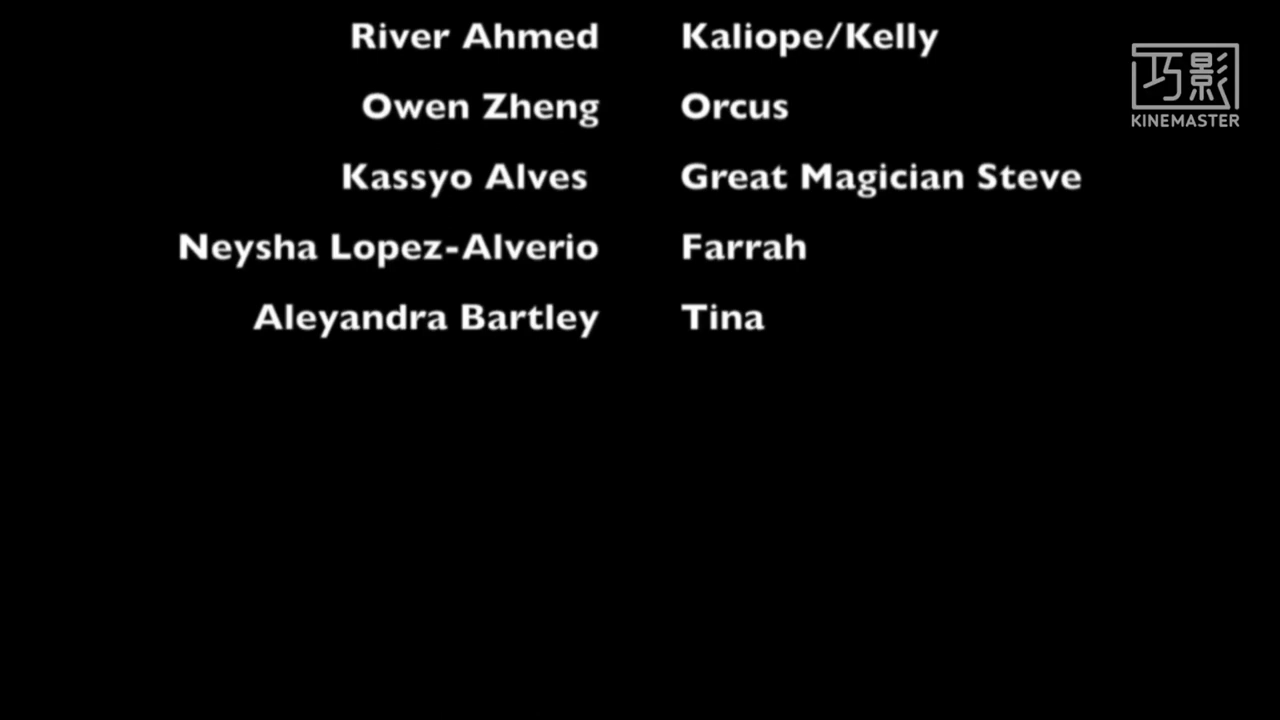 River Ahmed Kaliope/Kelly
Owen Zheng Orcus
Kassyo Alves Great Magician Steve
Neysha Lopez-Alverio Farrah
Aleyandra Bartley Tina
巧影
KINEMASTER